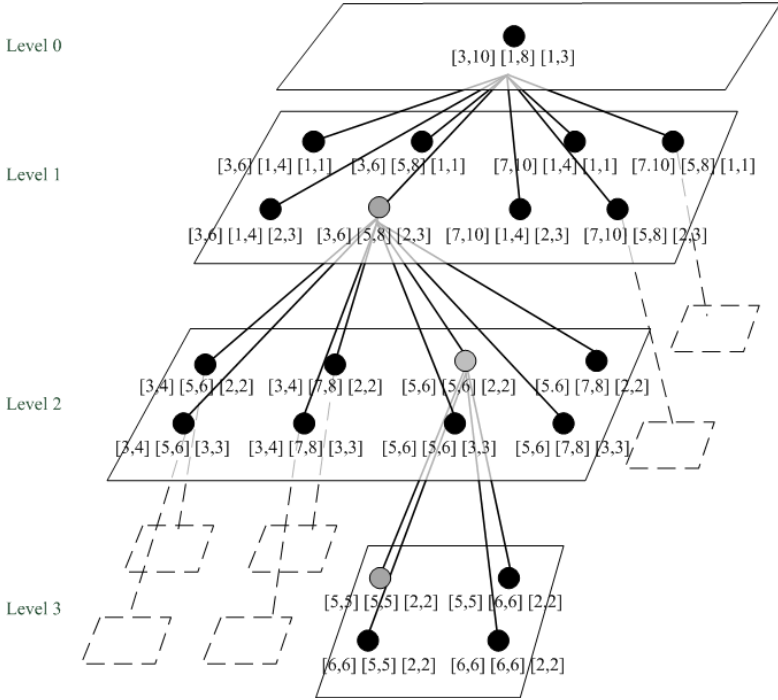 Level 0
[3,10] [1,8] [1,3]
Level 1
[3,6] [1,4] [1,1] [3,6] [5,8] [1,1] [7,10] [1,4] [1,1] [7.10] [5,8] [1,1]
[3,6] [1,4] [2,3] [3,6] [5,8] [2,3] [7,10] [1,4] [2,3] [7,10] [5,8] [2,3]
Level 2
[3,4] [5,6] [2,2] [3,4] [7,8] [2,2] [5,6] [5,6] [2,2] [5,6] [7,8] [2,2]
[3,4] [5,6] [3,3] [3,4] [7,8] [3,3] [5,6] [5,6] [3,3] [5,6] [7,8] [3,3]
Level 3
[5,5] [5,5] [2,2] [5,5] [6,6] [2,2]
[6,6] [5,5] [2,2] [6,6] [6,6] [2,2]